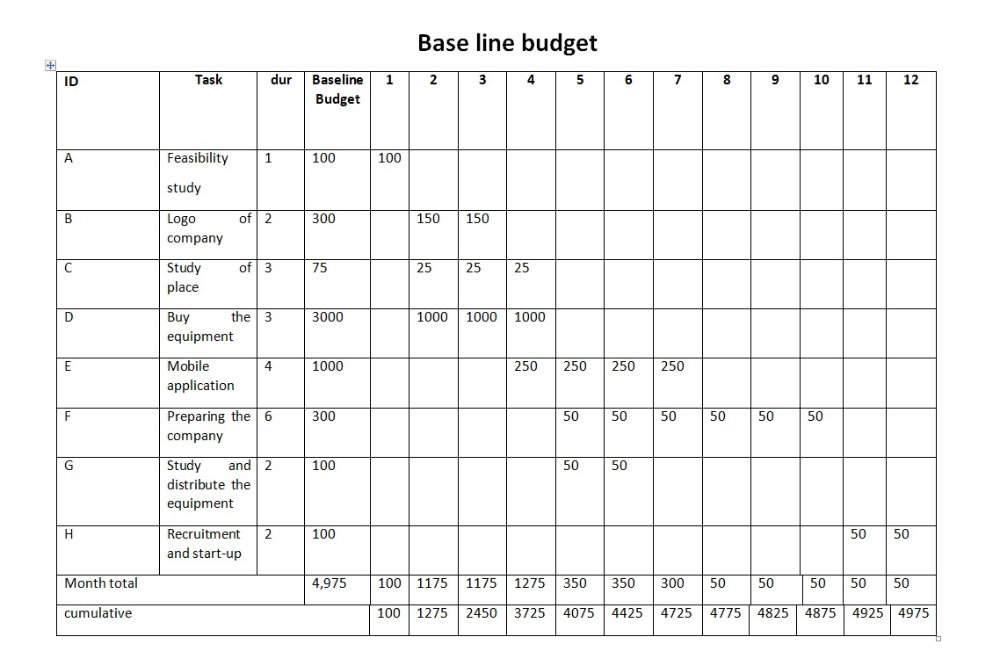 Base line budget
ID Task dur Baseline Budget 1 2 3 4 5 6 7 8 9 10 11 12
A Feasibility study 1 100 100
B Logo of company 2 300 150 150
C Study of place 3 75 25 25 25
D Buy the equipment 3 3000 1000 1000 1000
E Mobile application 4 1000 250 250 250 250
F Preparing the company 6 300 50 50 50 50 50 50
G Study and distribute the equipment 2 100 50 50
H Recruitment and start-up 2 100 50 50
Month total 4,975 100 1175 1175 1275 350 350 300 50 50 50 50 50
cumulative 100 1275 2450 3725 4075 4425 4725 4775 4825 4875 4925 4975